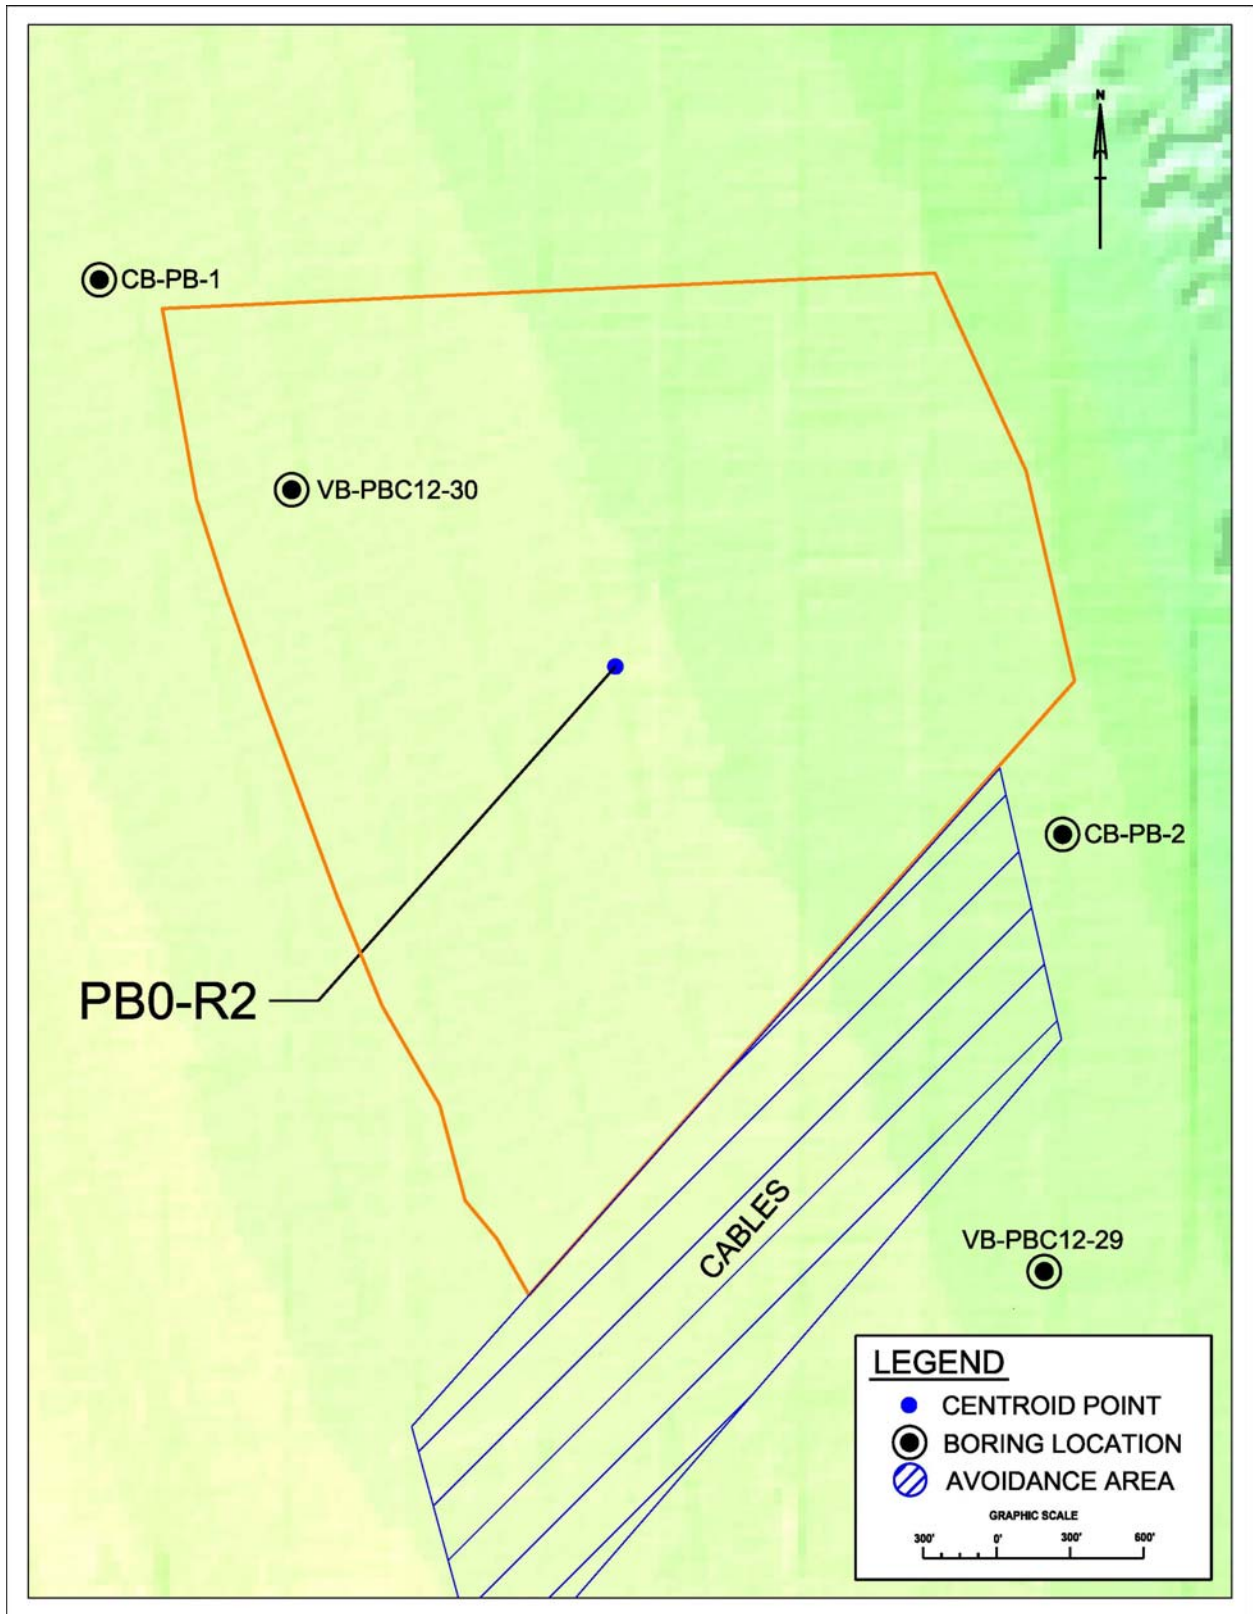 N
CB-PB-1
VB-PBC12-30
CB-PB-2
PB0-R2
CABLES
VB-PBC12-29
LEGEND
CENTROID POINT
BORING LOCATION
AVOIDANCE AREA
GRAPHIC SCALE
300' 0' 300' 600'